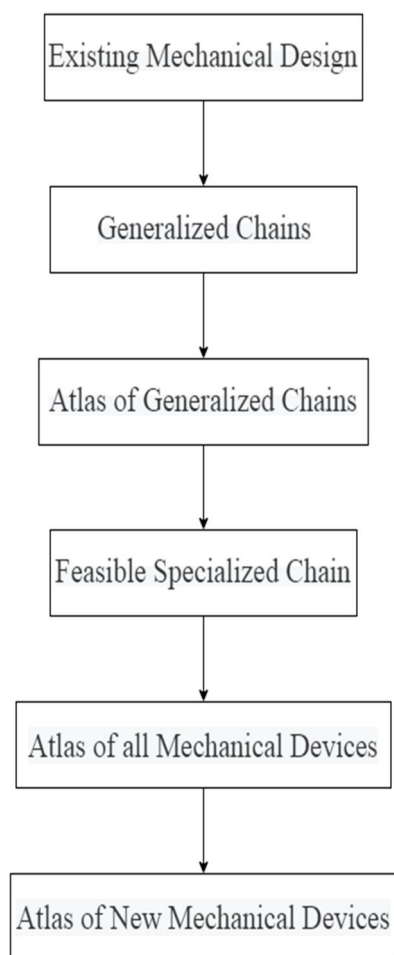 Existing Mechanical Design
Generalized Chains
Atlas of Generalized Chains
Feasible Specialized Chain
Atlas of all Mechanical Devices
Atlas of New Mechanical Devices